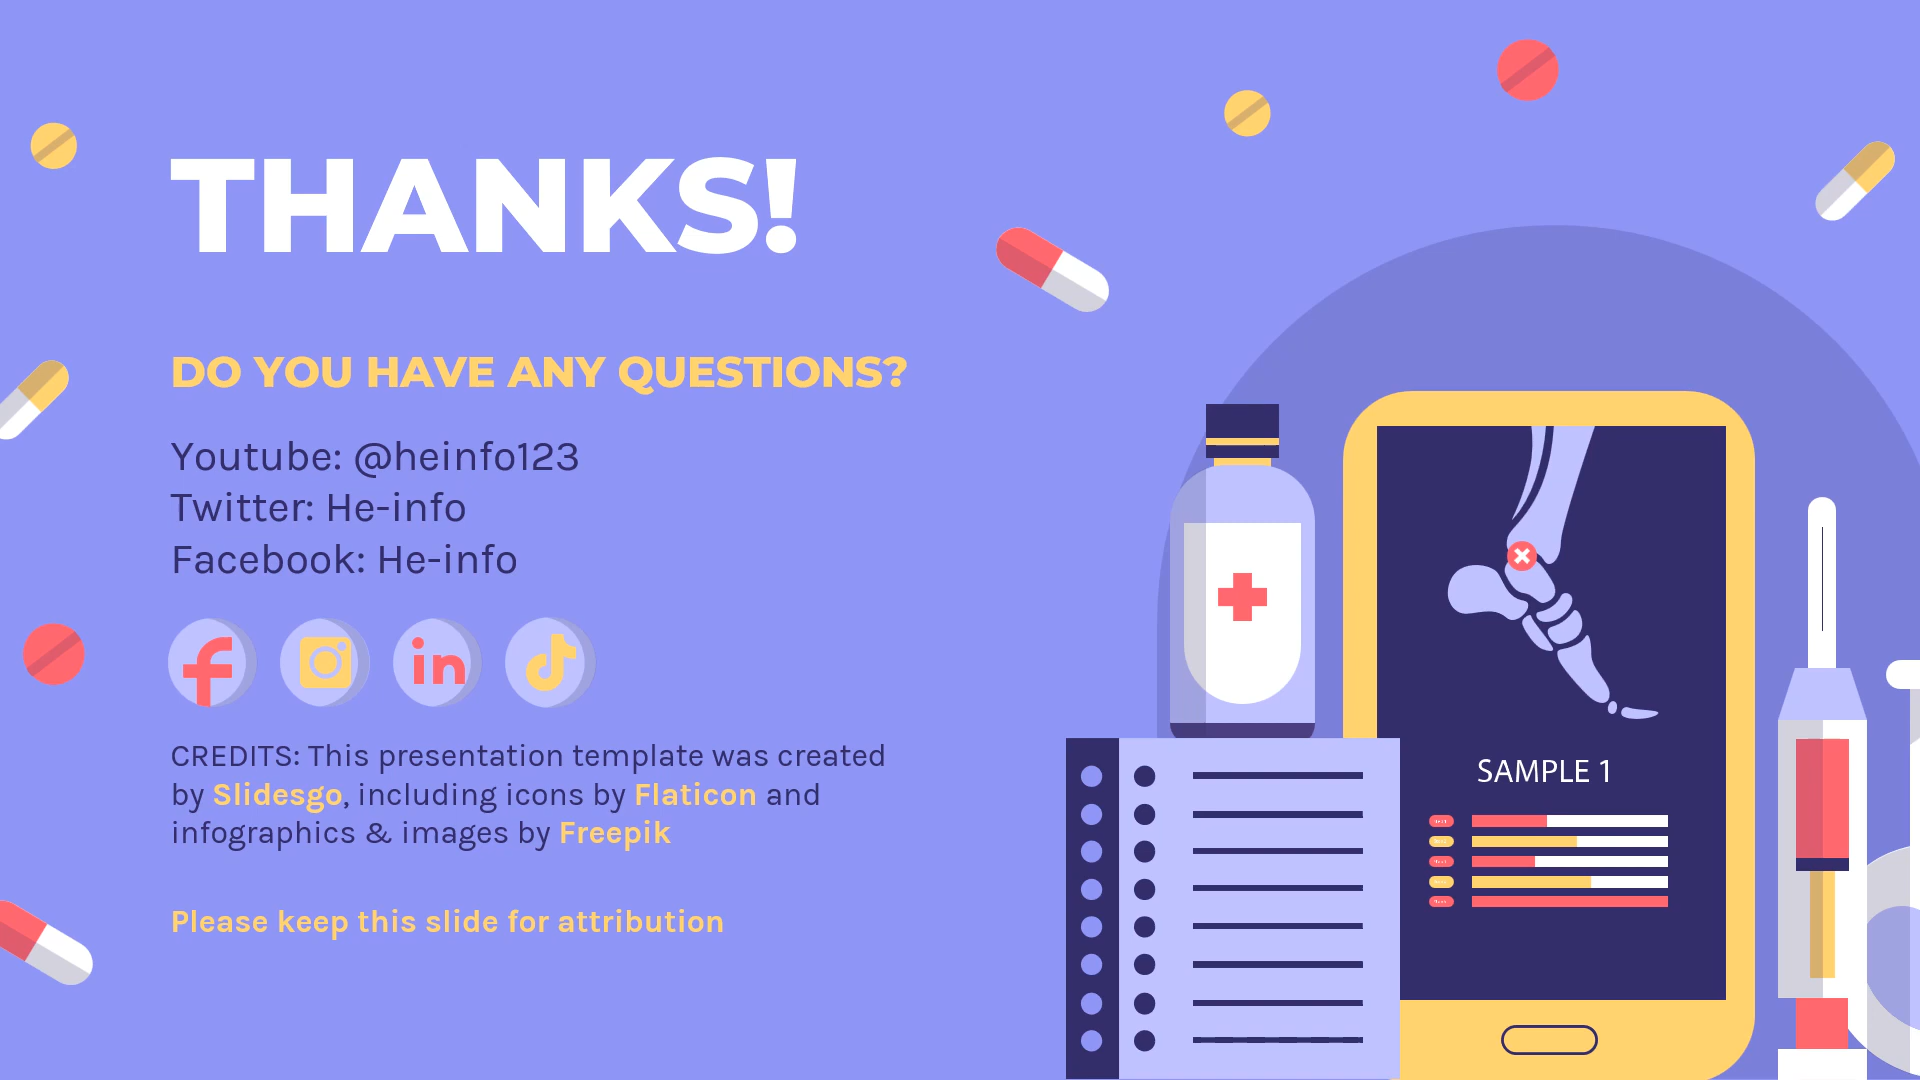 THANKS!
DO YOU HAVE ANY QUESTIONS?
Youtube: @heinfo123
Twitter: He-info
Facebook: He-info
CREDITS: This presentation template was created
by Slidesgo, including icons by Flaticon and
infographics & images by Freepik
Please keep this slide for attribution
SAMPLE 1